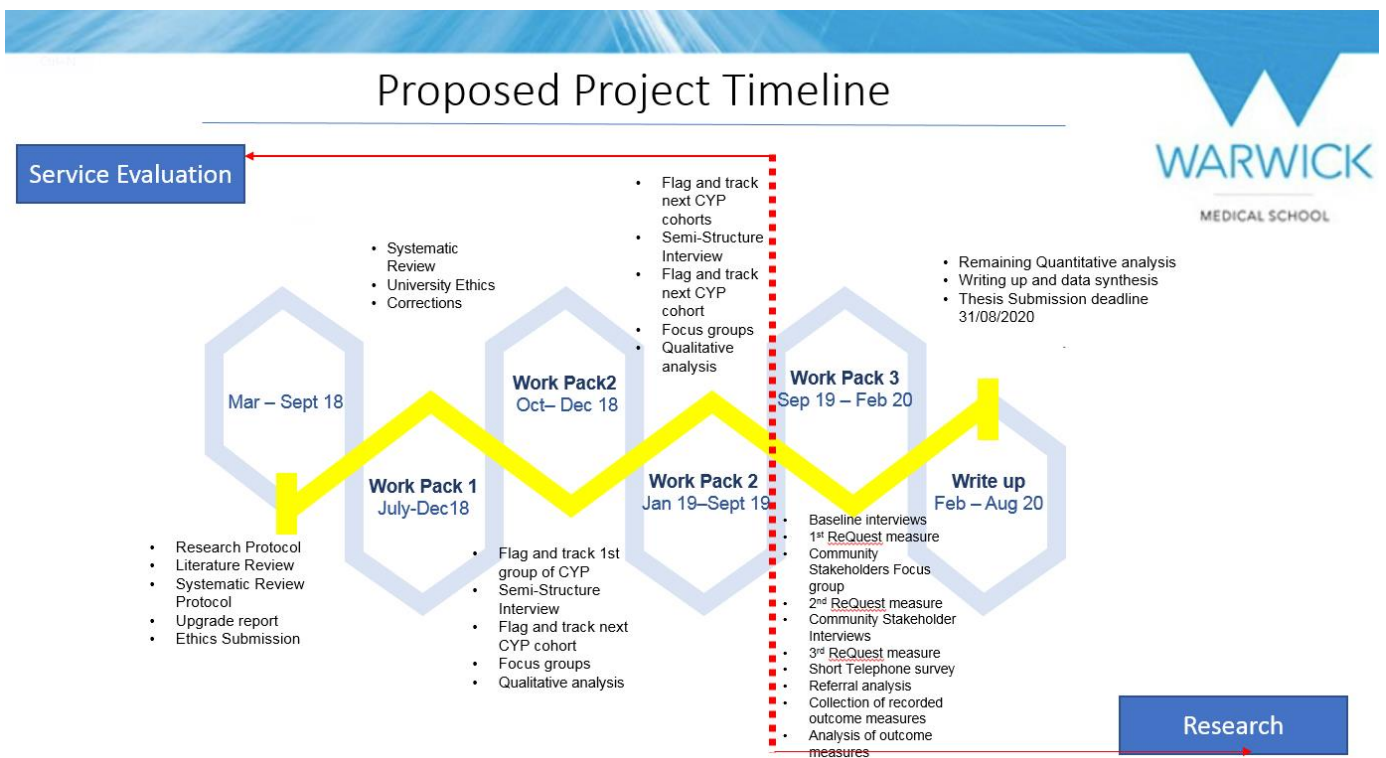 Proposed Project Timeline
WARWICK
MEDICAL SCHOOL
Service Evaluation
• Flag and track
next CYP
cohorts
• Semi-Structure
Interview
• Flag and track
next CYP
cohort
• Focus groups
• Qualitative
analysis
• Systematic
Review
• University Ethics
• Corrections
• Remaining Quantitative analysis
• Writing up and data synthesis
• Thesis Submission deadline
31/08/2020
Mar – Sept 18
Work Pack2
Oct– Dec 18
Work Pack 3
Sep 19 – Feb 20
Work Pack 1
July-Dec18
Work Pack 2
Jan 19–Sept 19
Write up
Feb – Aug 20
• Research Protocol
• Literature Review
• Systematic Review
Protocol
• Upgrade report
• Ethics Submission
• Flag and track 1st
group of CYP
• Semi-Structure
Interview
• Flag and track next
CYP cohort
• Focus groups
• Qualitative analysis
• Baseline interviews
• 1st ReQuest measure
• Community
Stakeholders Focus
group
• 2nd ReQuest measure
• Community Stakeholder
Interviews
• 3rd ReQuest measure
• Short Telephone survey
• Referral analysis
• Collection of recorded
outcome measures
• Analysis of outcome
measures
Research